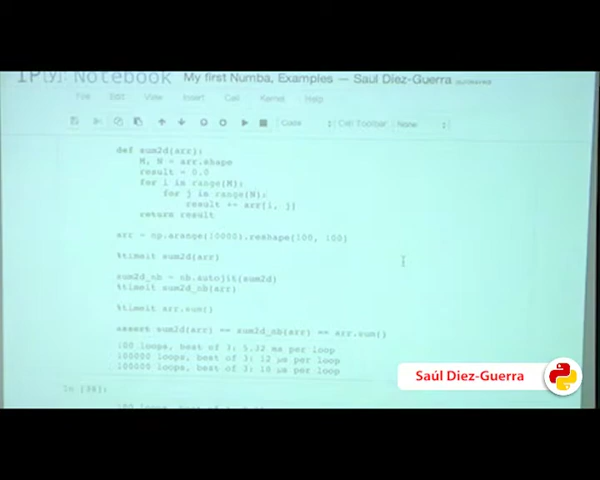 IP[y]: Notebook My first Numba, Examples — Saúl Díez-Guerra
File Edit View Insert Cell Kernel Help
Code Cell Toolbar: None
def sum2d(arr):
M, N = arr.shape
result = 0.0
for i in range(M):
for j in range(N):
result += arr[i, j]
return result
arr = np.arange(10000).reshape(100, 100)
%timeit sum2d(arr)
sum2d_nb = nb.autojit(sum2d)
%timeit sum2d_nb(arr)
%timeit arr.sum()
assert sum2d(arr) == sum2d_nb(arr) == arr.sum()
100 loops, best of 3: 5.32 ms per loop
100000 loops, best of 3: 12 µs per loop
100000 loops, best of 3: 18 µs per loop
Saúl Diez-Guerra
In [38]: